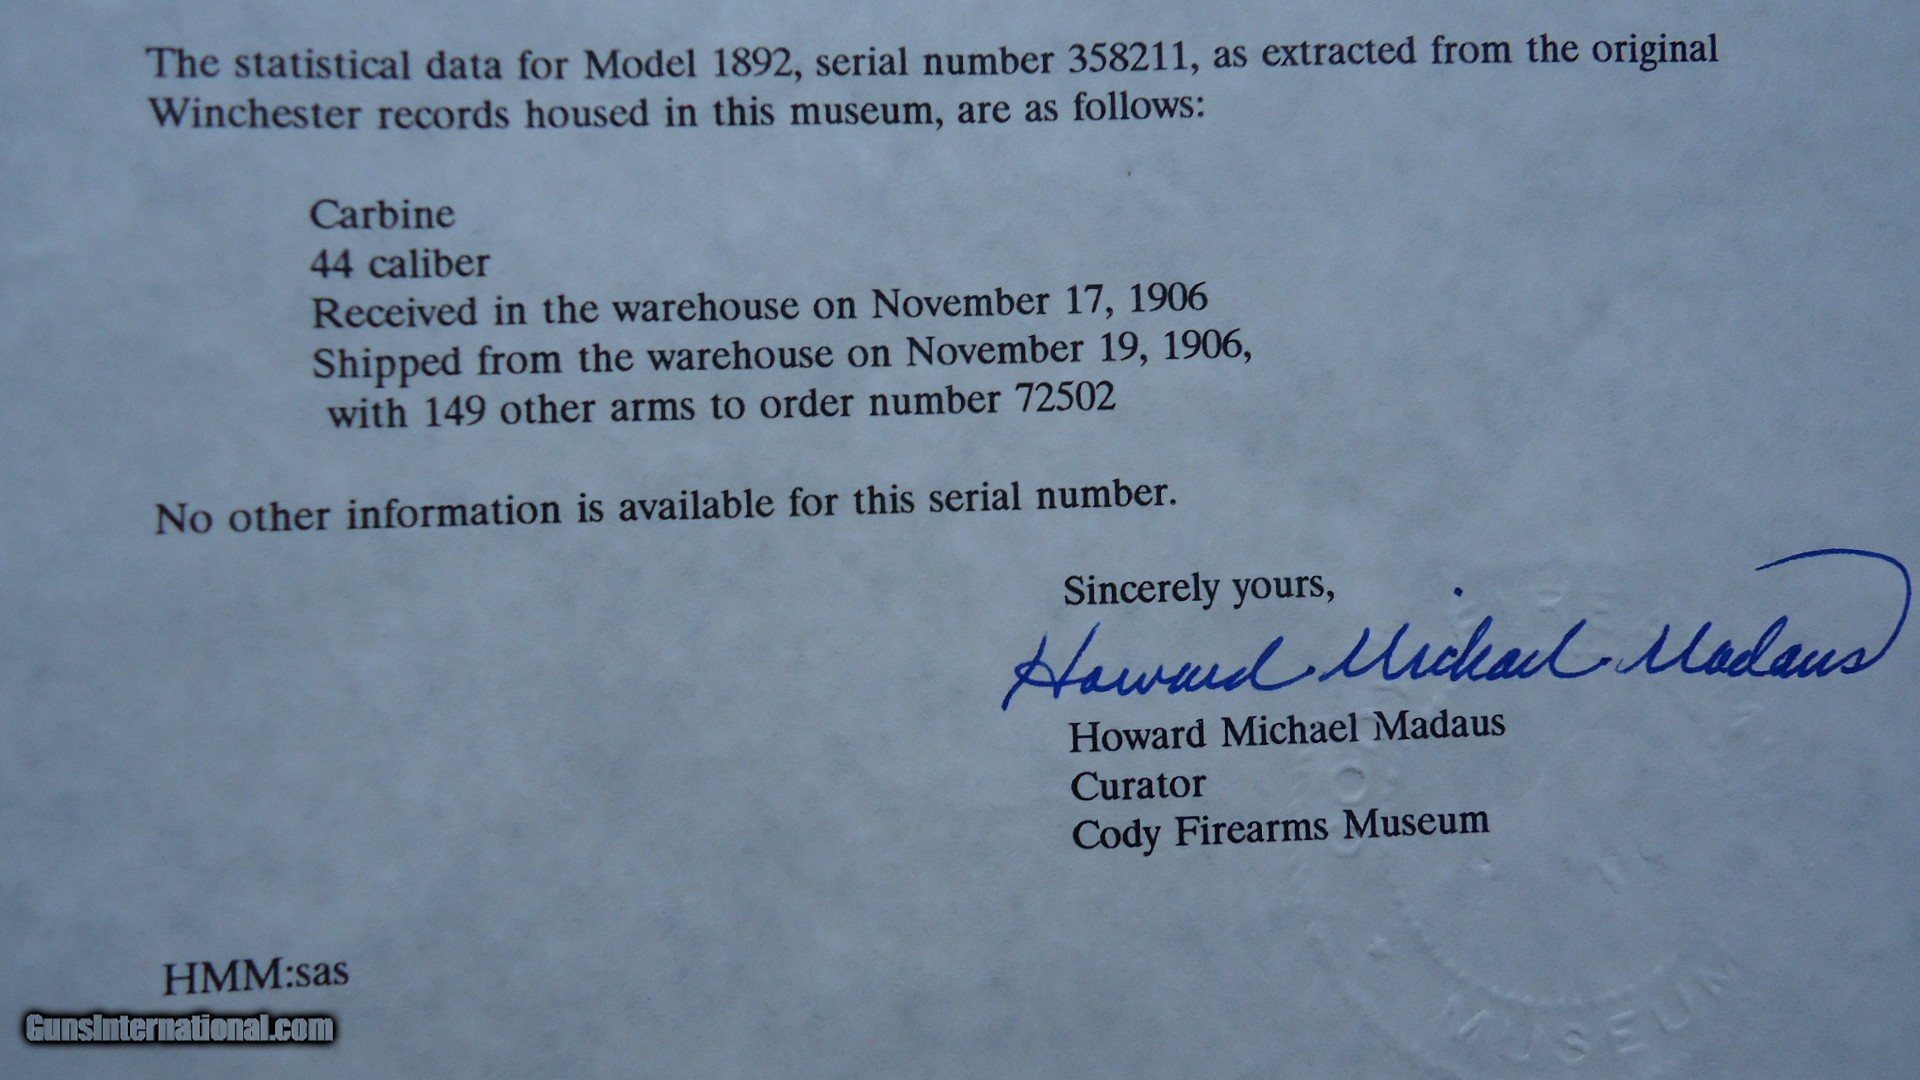 The statistical data for Model 1892, serial number 358211, as extracted from the original
Winchester records housed in this museum, are as follows:
Carbine
44 caliber
Received in the warehouse on November 17, 1906
Shipped from the warehouse on November 19, 1906,
with 149 other arms to order number 72502
No other information is available for this serial number.
Sincerely yours,
Howard Michael Madaus
Howard Michael Madaus
Curator
Cody Firearms Museum
HMM:sas
GunsInternational.com
MUSEUM